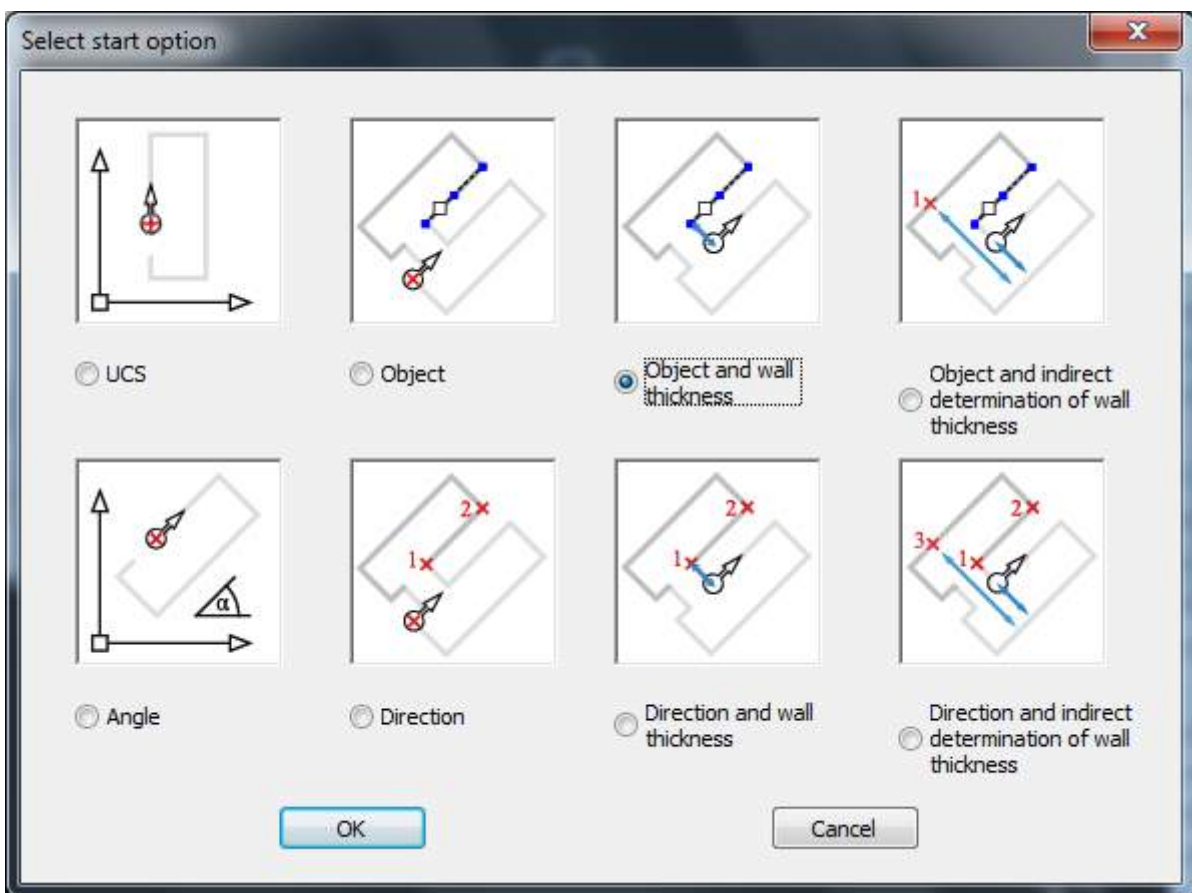 Select start option
1
UCS
Object
Object and wall
thickness
Object and indirect
determination of wall
thickness
α
1
2
1
2
1
2
3
Angle
Direction
Direction and wall
thickness
Direction and indirect
determination of wall
thickness
OK
Cancel